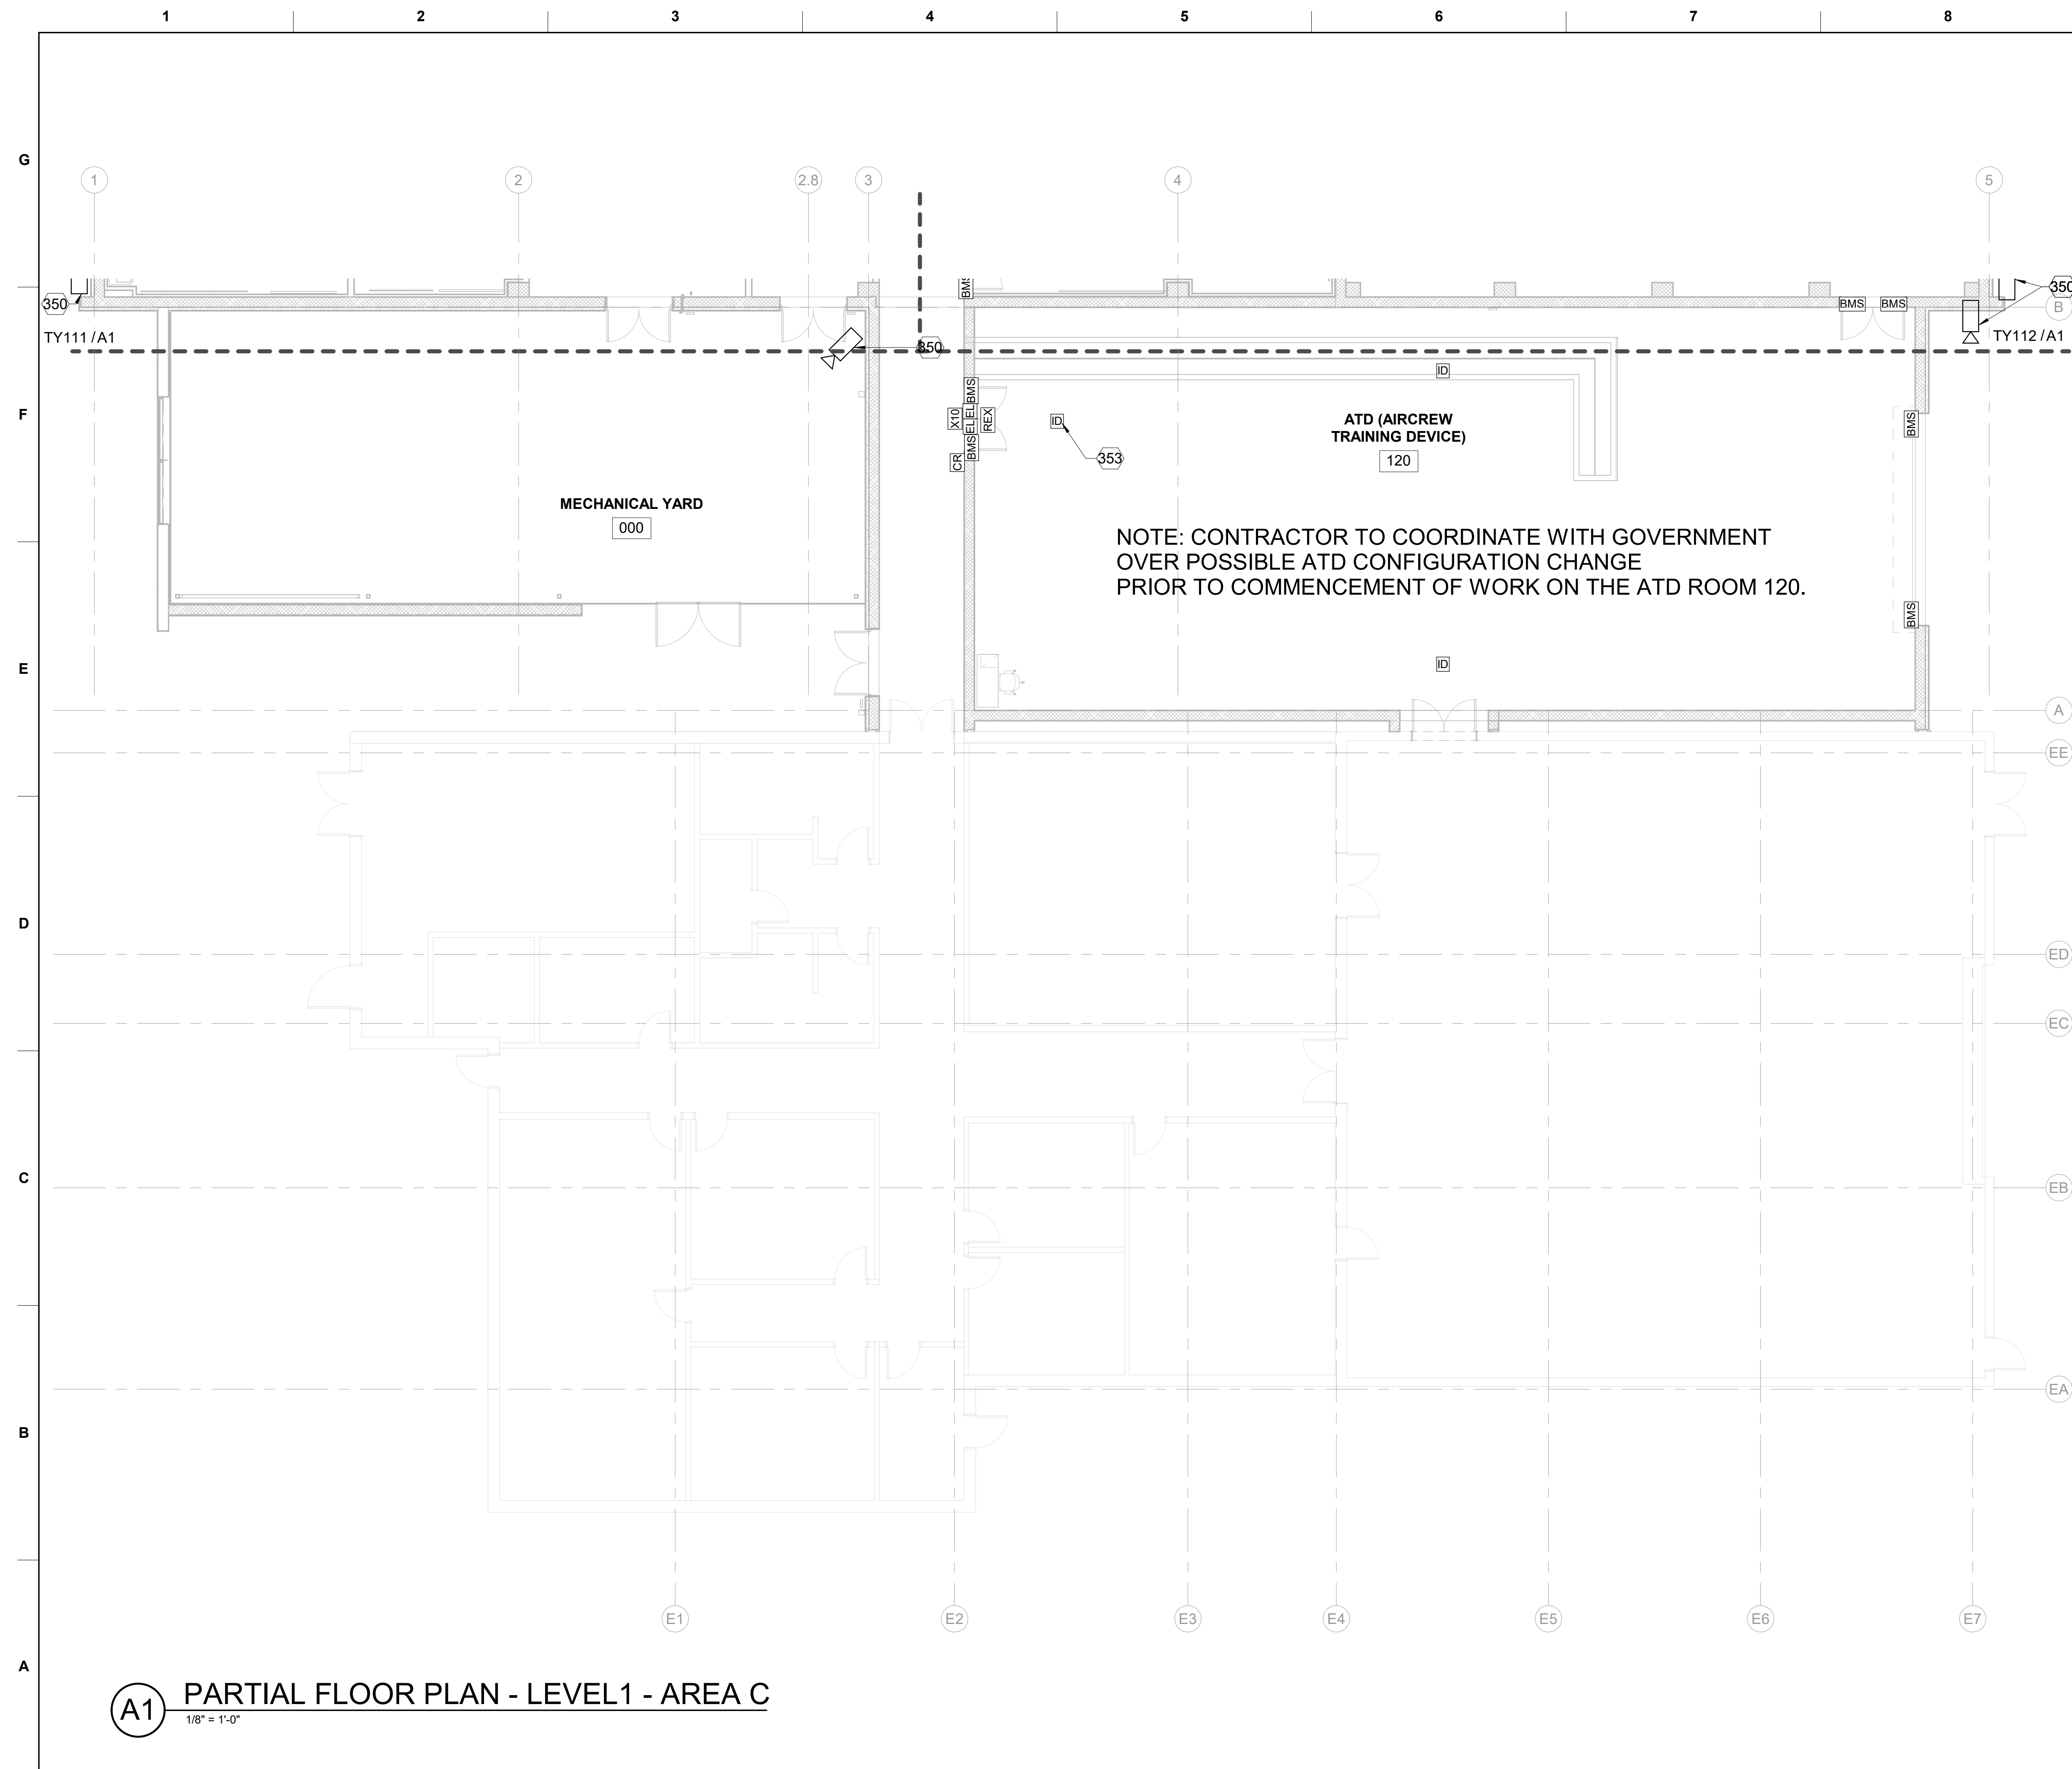 1 2 3 4 5 6 7 8
G
1 2 2.8 3 4 5
BMS
350 BMS BMS 350
B
TY111 / A1 350 TY112 / A1
ID
F
BMS
X10 EL REX ID BMS
EL
BMS
CR 353
ATD (AIRCREW
TRAINING DEVICE)
120
MECHANICAL YARD
000
NOTE: CONTRACTOR TO COORDINATE WITH GOVERNMENT
OVER POSSIBLE ATD CONFIGURATION CHANGE
PRIOR TO COMMENCEMENT OF WORK ON THE ATD ROOM 120.
BMS
E ID
A
EE
D
ED
EC
C
EB
EA
B
E1 E2 E3 E4 E5 E6 E7
A
A1 PARTIAL FLOOR PLAN - LEVEL1 - AREA C
1/8" = 1'-0"